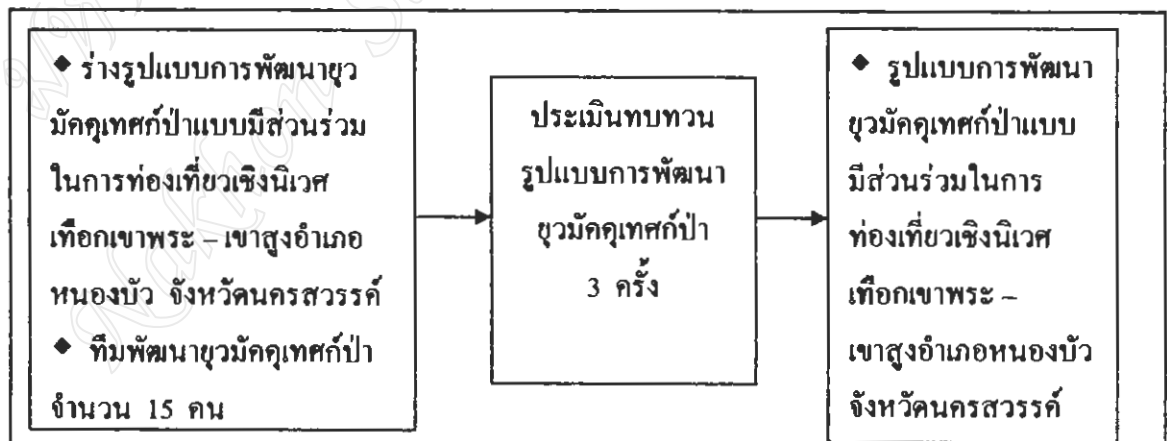 ◆ ร่างรูปแบบการพัฒนายุว
มัคคุเทศก์ป่าแบบมีส่วนร่วม
ในการท่องเที่ยวเชิงนิเวศ
เทือกเขาพระ – เขาสูงอำเภอ
หนองบัว จังหวัดนครสวรรค์
◆ ทีมพัฒนายุวมัคคุเทศก์ป่า
จำนวน 15 คน
ประเมินทบทวน
รูปแบบการพัฒนา
ยุวมัคคุเทศก์ป่า
3 ครั้ง
◆ รูปแบบการพัฒนา
ยุวมัคคุเทศก์ป่าแบบ
มีส่วนร่วมในการ
ท่องเที่ยวเชิงนิเวศ
เทือกเขาพระ –
เขาสูงอำเภอหนองบัว
จังหวัดนครสวรรค์
Nakhon